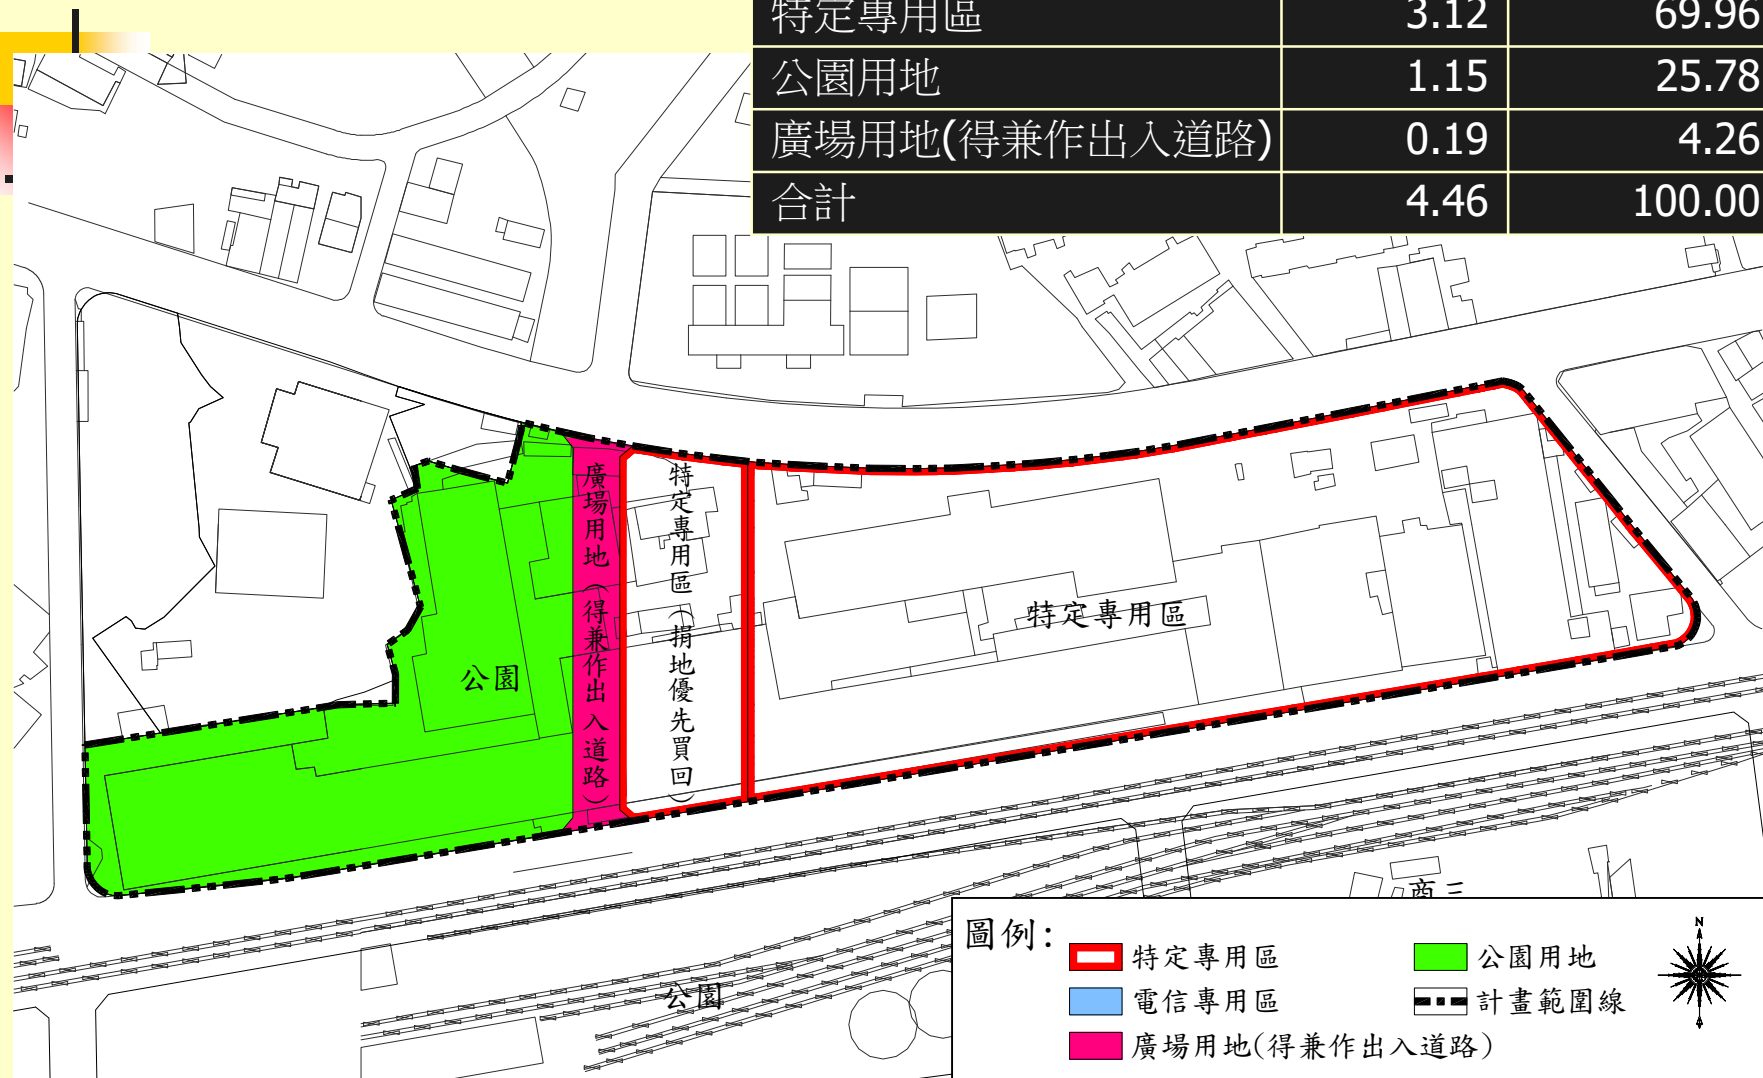 特定專用區 3.12 69.96
公園用地 1.15 25.78
廣場用地(得兼作出入道路) 0.19 4.26
合計 4.46 100.00
廣場用地(得兼作出入道路)
特定專用區(捐地優先買回)
特定專用區
公園
商三
公園
圖例:
特定專用區
公園用地
電信專用區
計畫範圍線
廣場用地(得兼作出入道路)
N